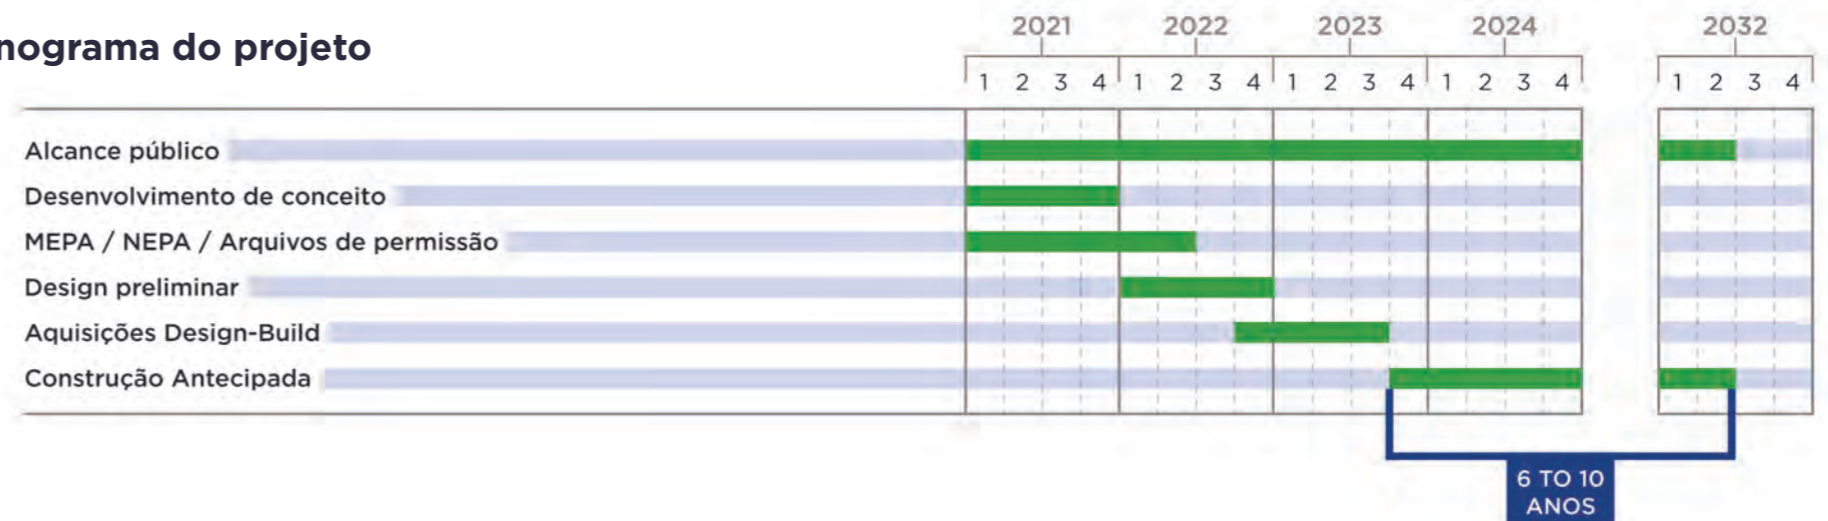 nograma do projeto
2021 2022 2023 2024 2032
1 2 3 4 1 2 3 4 1 2 3 4 1 2 3 4 1 2 3 4
Alcance público
Desenvolvimento de conceito
MEPA / NEPA / Arquivos de permissão
Design preliminar
Aquisições Design-Build
Construção Antecipada
6 TO 10
ANOS